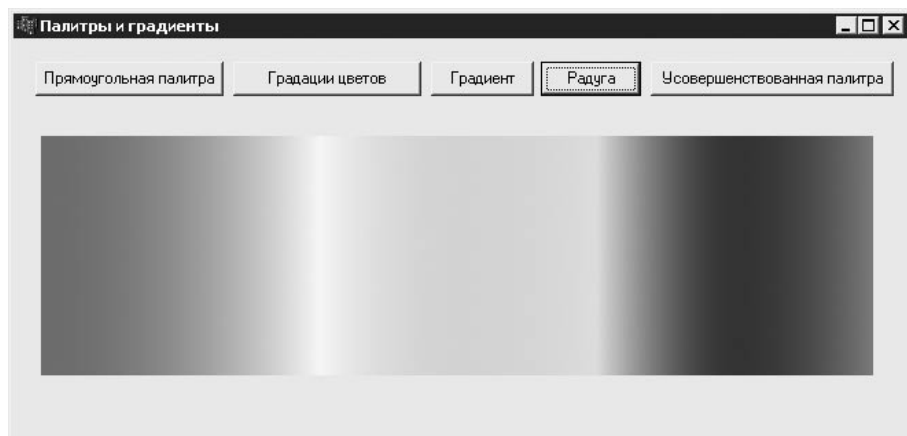 Палитры и градиенты
Прямоугольная палитра Градации цветов Градиент Радуга Усовершенствованная палитра